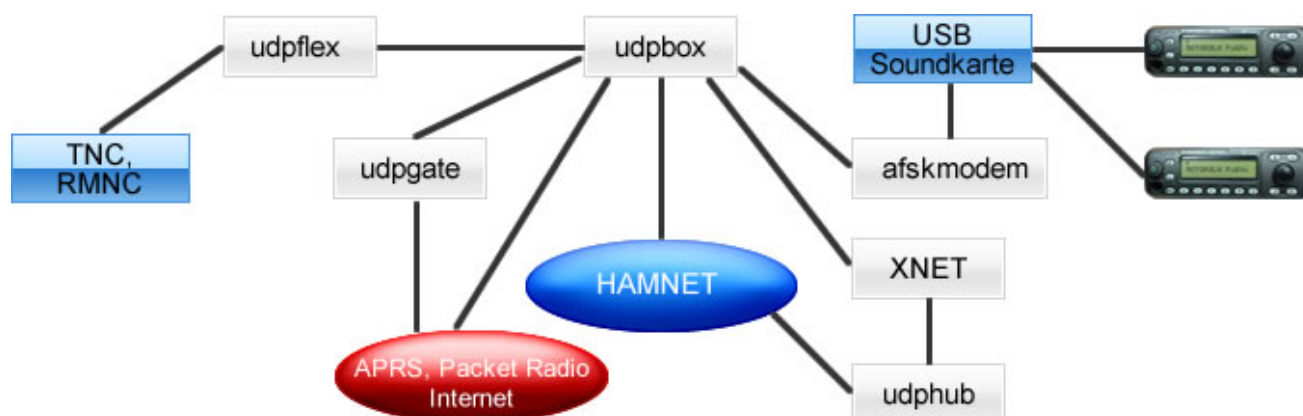 udpflex
udpbox
USB
Soundkarte
TNC,
RMNC
udpgate
afskmodem
HAMNET
XNET
APRS, Packet Radio
Internet
udphub